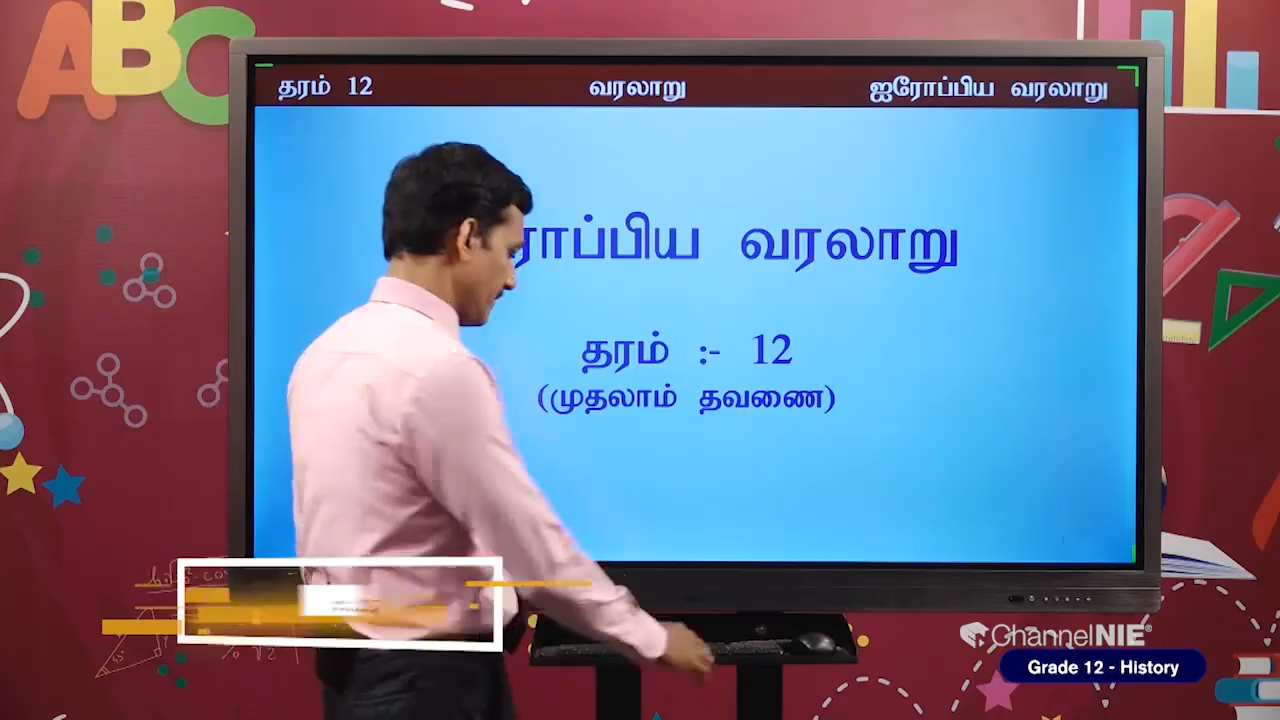 ABC
தரம் 12 வரலாறு ஐரோப்பிய வரலாறு
வரலாறு
தரம் :- 12
(முதலாம் தவணை)
ChannelNIE®
Grade 12 - History